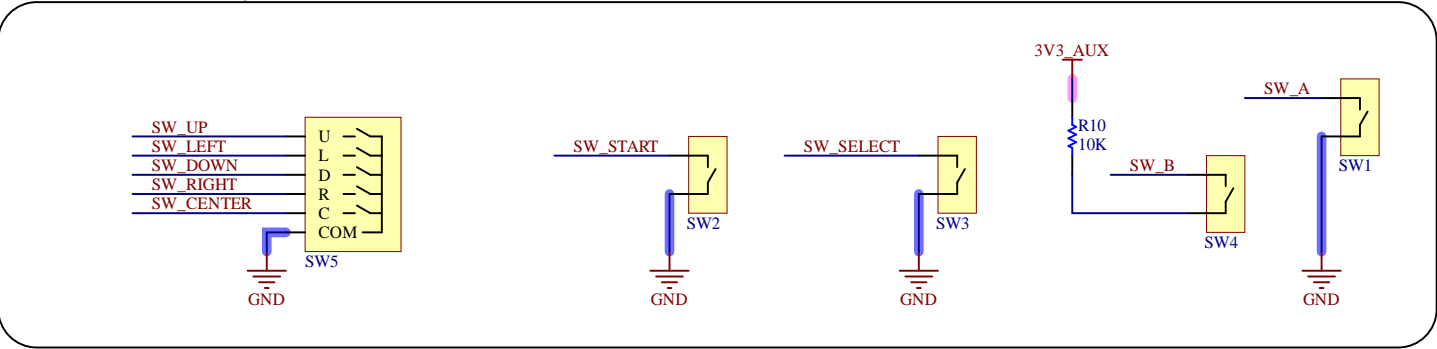 SW_UP
SW_LEFT
SW_DOWN
SW_RIGHT
SW_CENTER
U
L
D
R
C
COM
SW5
GND
SW_START
SW2
GND
SW_SELECT
SW3
GND
3V3_AUX
R10
10K
SW_B
SW4
SW_A
SW1
GND